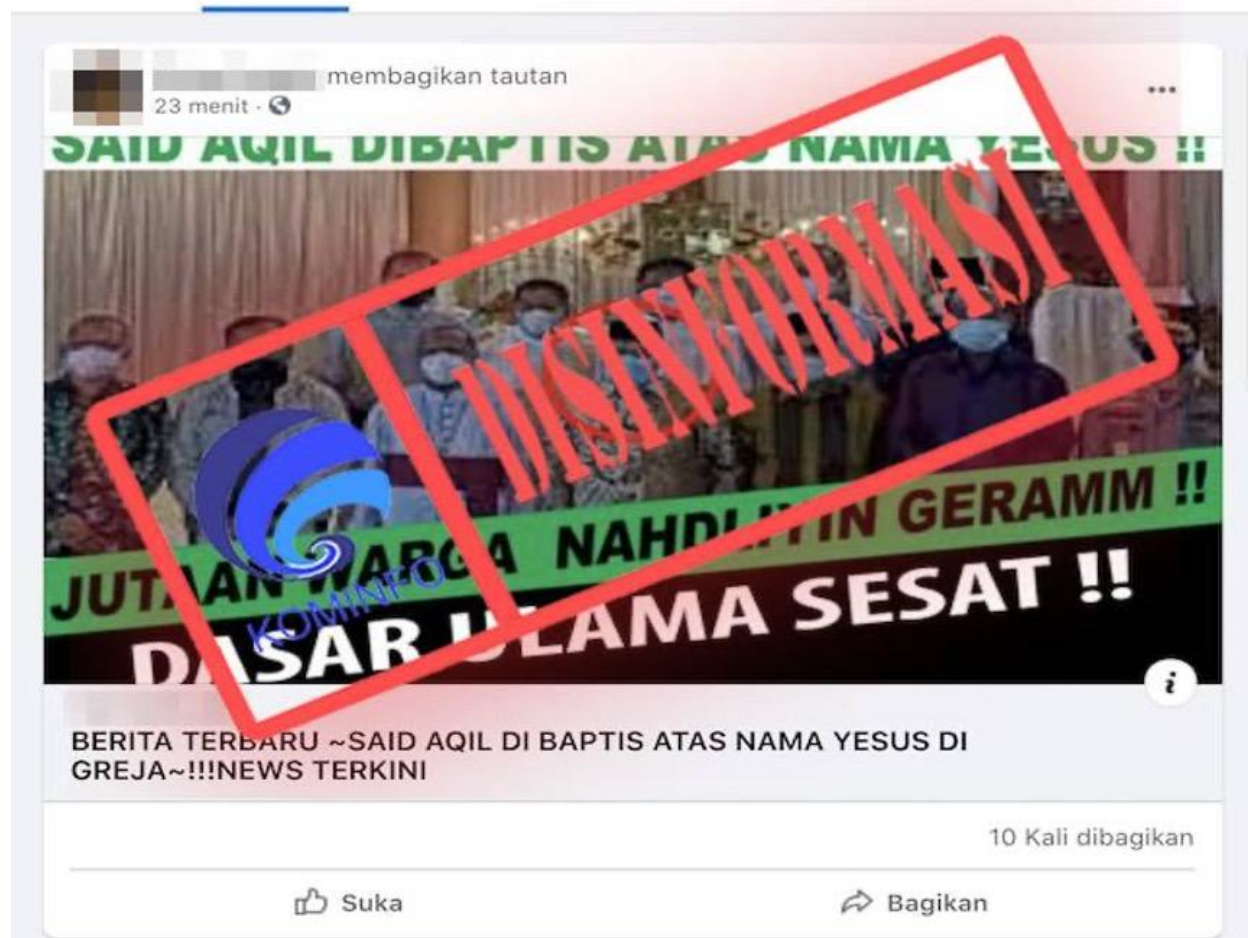 membagikan tautan
23 menit ·
SAID AQIL DIBAPTIS ATAS NAMA YESUS !!
DISINFORMASI
KOMINFO
JUTAAN WARGA NAHDLIYIN GERAMM !!
DASAR ULAMA SESAT !!
BERITA TERBARU ~SAID AQIL DI BAPTIS ATAS NAMA YESUS DI
GREJA~!!!NEWS TERKINI
10 Kali dibagikan
Suka
Bagikan